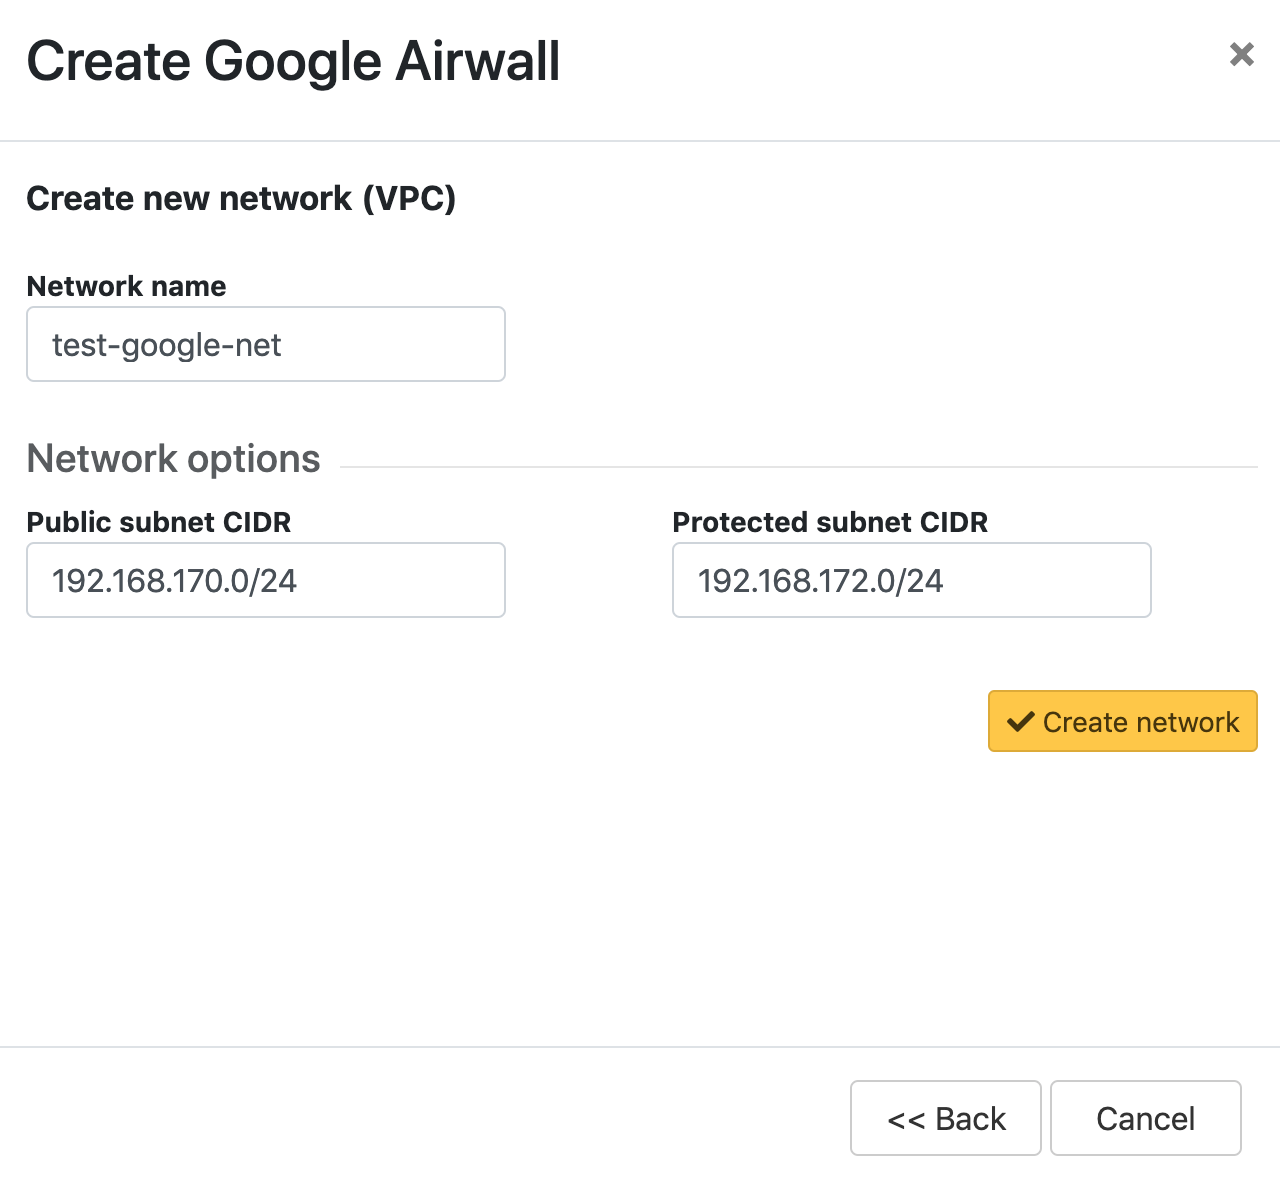 Create Google Airwall
Create new network (VPC)
Network name
test-google-net
Network options
Public subnet CIDR
Protected subnet CIDR
192.168.170.0/24
192.168.172.0/24
Create network
<< Back
Cancel